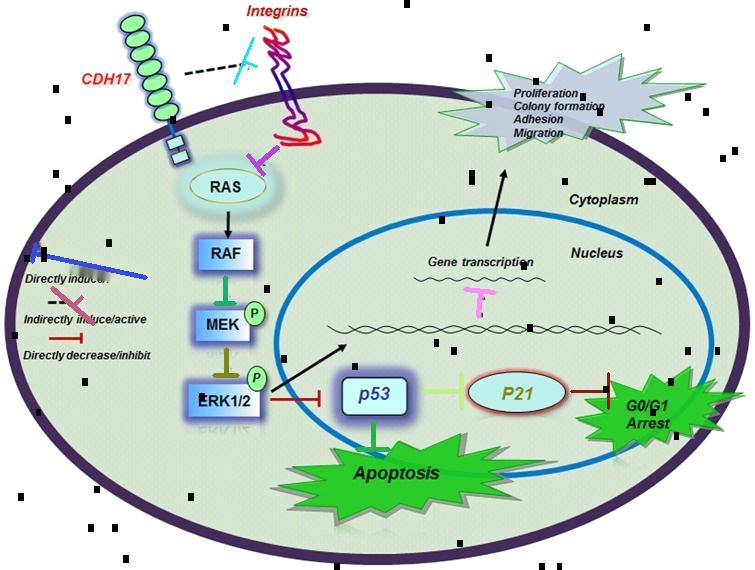 Integrins
CDH17
Proliferation
Colony formation
Adhesion
Migration
RAS
Cytoplasm
RAF
Nucleus
Gene transcription
Directly
Indirectly induce/active
Directly decrease/inhibit
MEK
P
P
ERK1/2
p53
P21
G0/G1
Arrest
Apoptosis